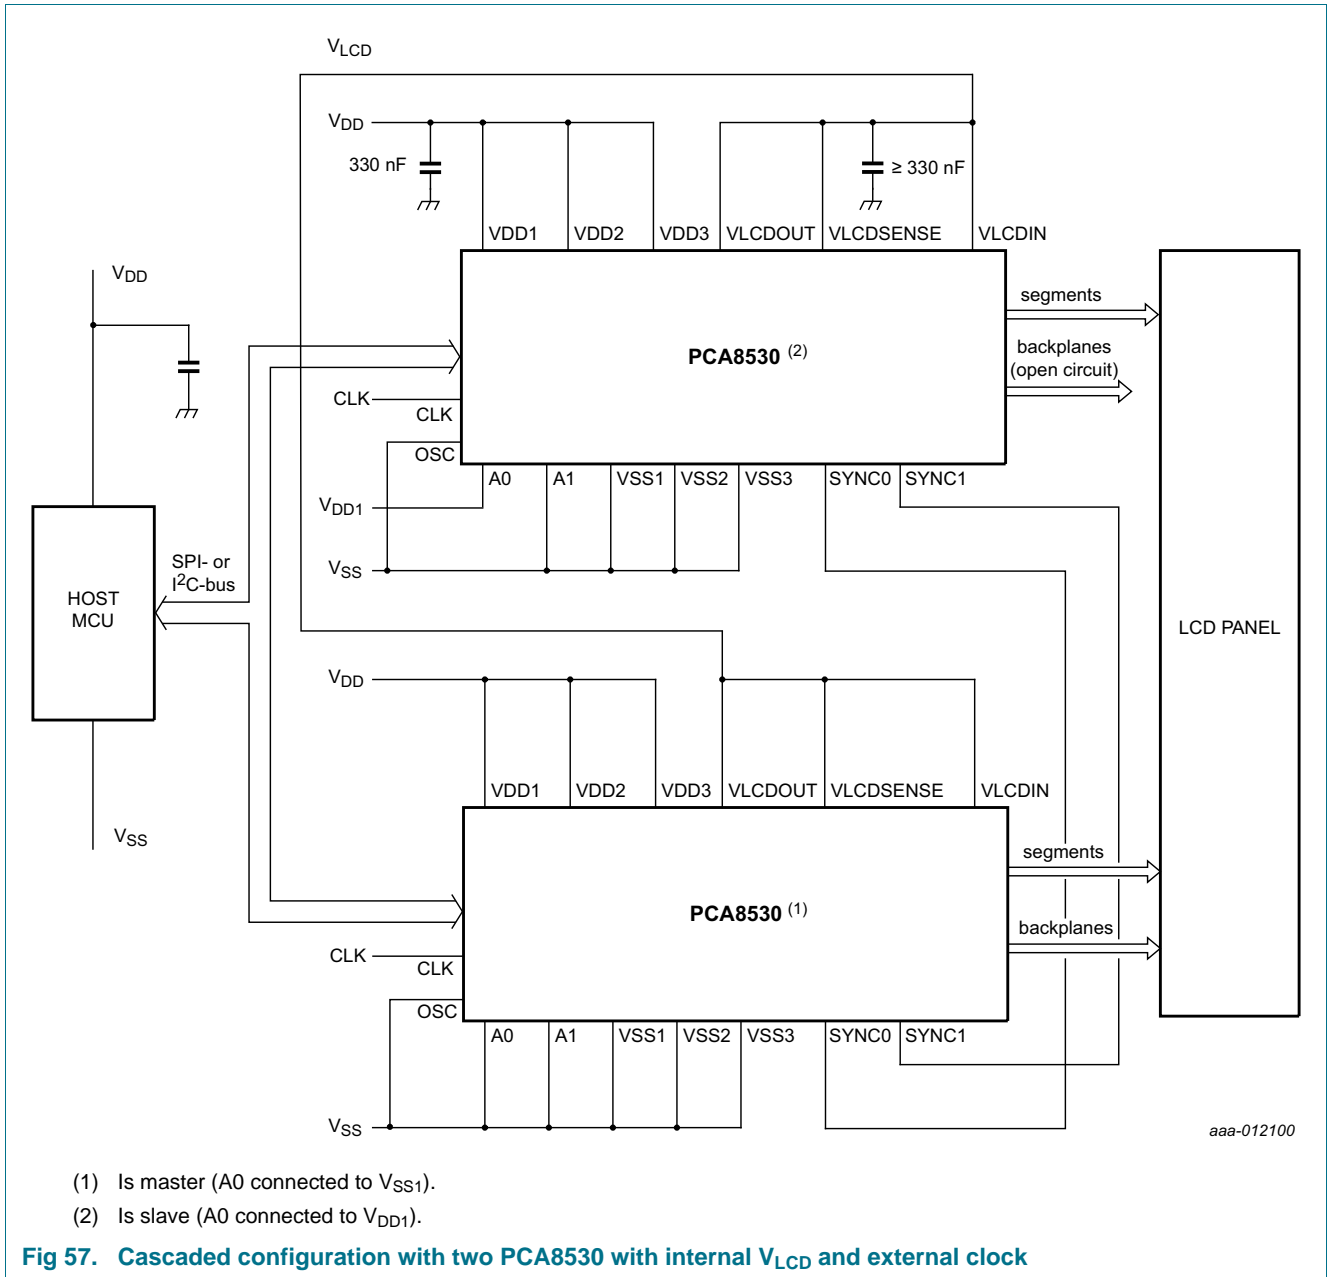 VLCD
VDD
330 nF
≥ 330 nF
VDD1 VDD2 VDD3 VLCDOUT VLCDSENSE VLCDIN
VDD
segments
PCA8530 (2)
backplanes
(open circuit)
CLK
CLK
OSC
A0 A1 VSS1 VSS2 VSS3 SYNC0 SYNC1
VDD1
SPI- or
I2C-bus
VSS
HOST
MCU
LCD PANEL
VDD
VDD1 VDD2 VDD3 VLCDOUT VLCDSENSE VLCDIN
VSS
segments
PCA8530 (1)
backplanes
CLK
CLK
OSC
A0 A1 VSS1 VSS2 VSS3 SYNC0 SYNC1
VSS
aaa-012100
(1) Is master (A0 connected to VSS1).
(2) Is slave (A0 connected to VDD1).
Fig 57. Cascaded configuration with two PCA8530 with internal VLCD and external clock